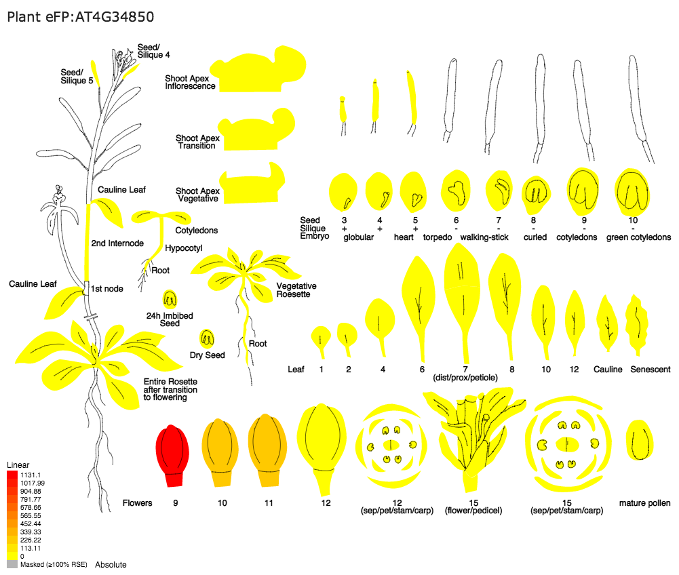 Plant eFP:AT4G34850
Seed/
Silique 4
Seed/
Silique 5
Shoot Apex
Inflorescence
Shoot Apex
Transition
Shoot Apex
Vegetative
Cauline Leaf
2nd Internode
Cotyledons
Hypocotyl
Root
Cauline Leaf
1st node
24h Imbibed
Seed
Dry Seed
Vegetative
Roesette
Root
Entire Rosette
after transition
to flowering
Seed 3 4 5 6 7 8 9 10
Silique + + + - - - - -
Embryo globular heart torpedo walking-stick curled cotyledons green cotyledons
Leaf 1 2 4 6 7 8 10 12 Cauline Senescent
(dist/prox/petiole)
Flowers 9 10 11 12 12 15 15 mature pollen
(sep/pet/stam/carp) (flower/pedicel) (sep/pet/stam/carp)
Linear
1131.1
1017.99
904.88
791.77
678.66
565.55
452.44
339.33
226.22
113.11
0
Masked (≥100% RSE) Absolute